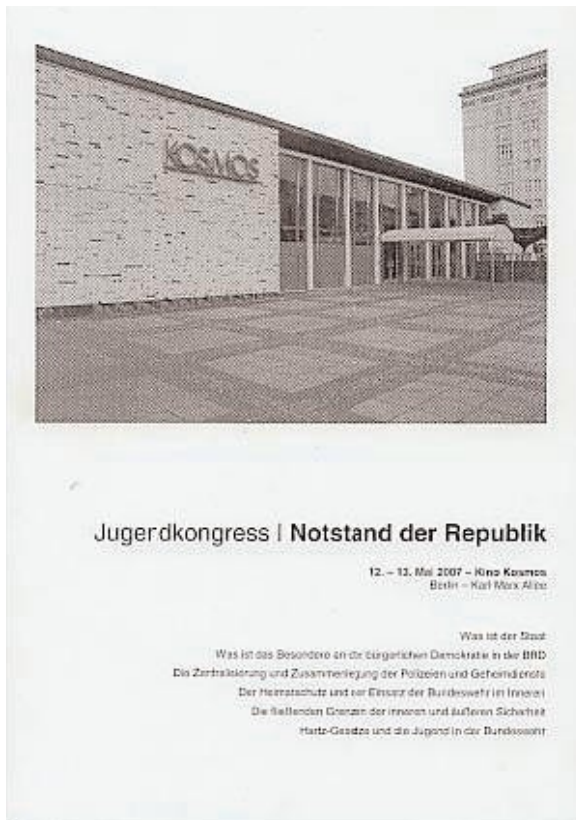 KOSMOS
Jugendkongress | Notstand der Republik
12. – 13. Mai 2007 – Kino Kosmos
Berlin – Karl Marx Allee
Was ist der Staat
Was ist das Besondere an der bürgerlichen Demokratie in der BRD
Die Zentralisierung und Zusammenlegung der Polizeien und Geheimdienste
Der Heimatschutz und der Einsatz der Bundeswehr im Inneren
Die fließenden Grenzen der inneren und äußeren Sicherheit
Hartz-Gesetze und die Jugend in der Bundeswehr